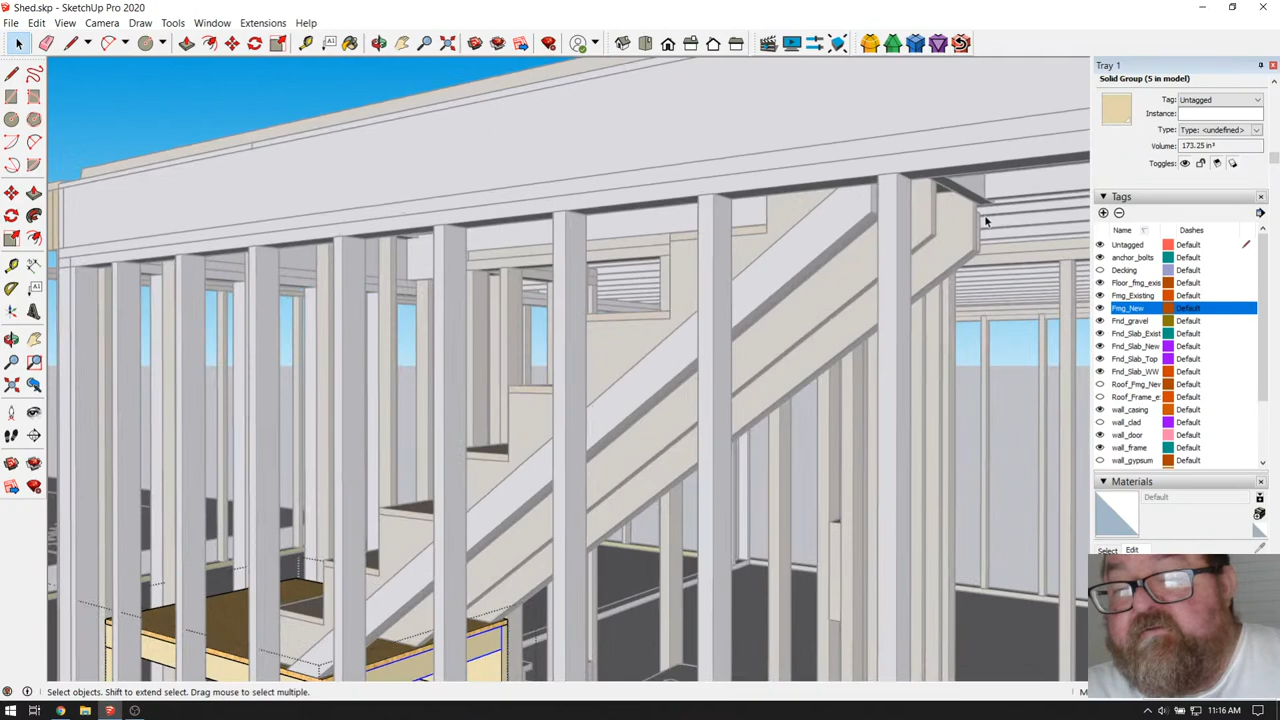 Shed.skp - SketchUp Pro 2020
File Edit View Camera Draw Tools Window Extensions Help
Tray 1
Solid Group (5 in model)
Tag: Untagged
Instance:
Type: Type: <undefined>
Volume: 173.25 in³
Toggles:
Tags
Name Dashes
Untagged Default
anchor_bolts Default
Decking Default
Floor_fmg_exis Default
Fmg_Existing Default
Fmg_New Default
Fnd_gravel Default
Fnd_Slab_Exist Default
Fnd_Slab_New Default
Fnd_Slab_Top Default
Fnd_Slab_WW Default
Roof_Fmg_New Default
Roof_Frame_e Default
wall_casing Default
wall_clad Default
wall_door Default
wall_frame Default
wall_gypsum Default
Materials
Default
Select Edit
Select objects. Shift to extend select. Drag mouse to select multiple.
11:16 AM